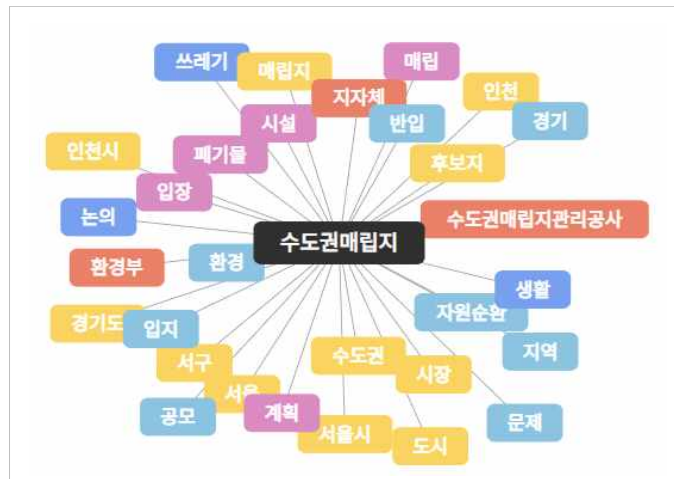 쓰레기
매립지
매립
지자체
인천
시설
반입
경기
인천시
폐기물
후보지
입장
논의
수도권매립지관리공사
수도권매립지
환경부
환경
생활
자원순환
경기도
입지
지역
서구
수도권
시장
서울
공모
계획
서울시
문제
도시